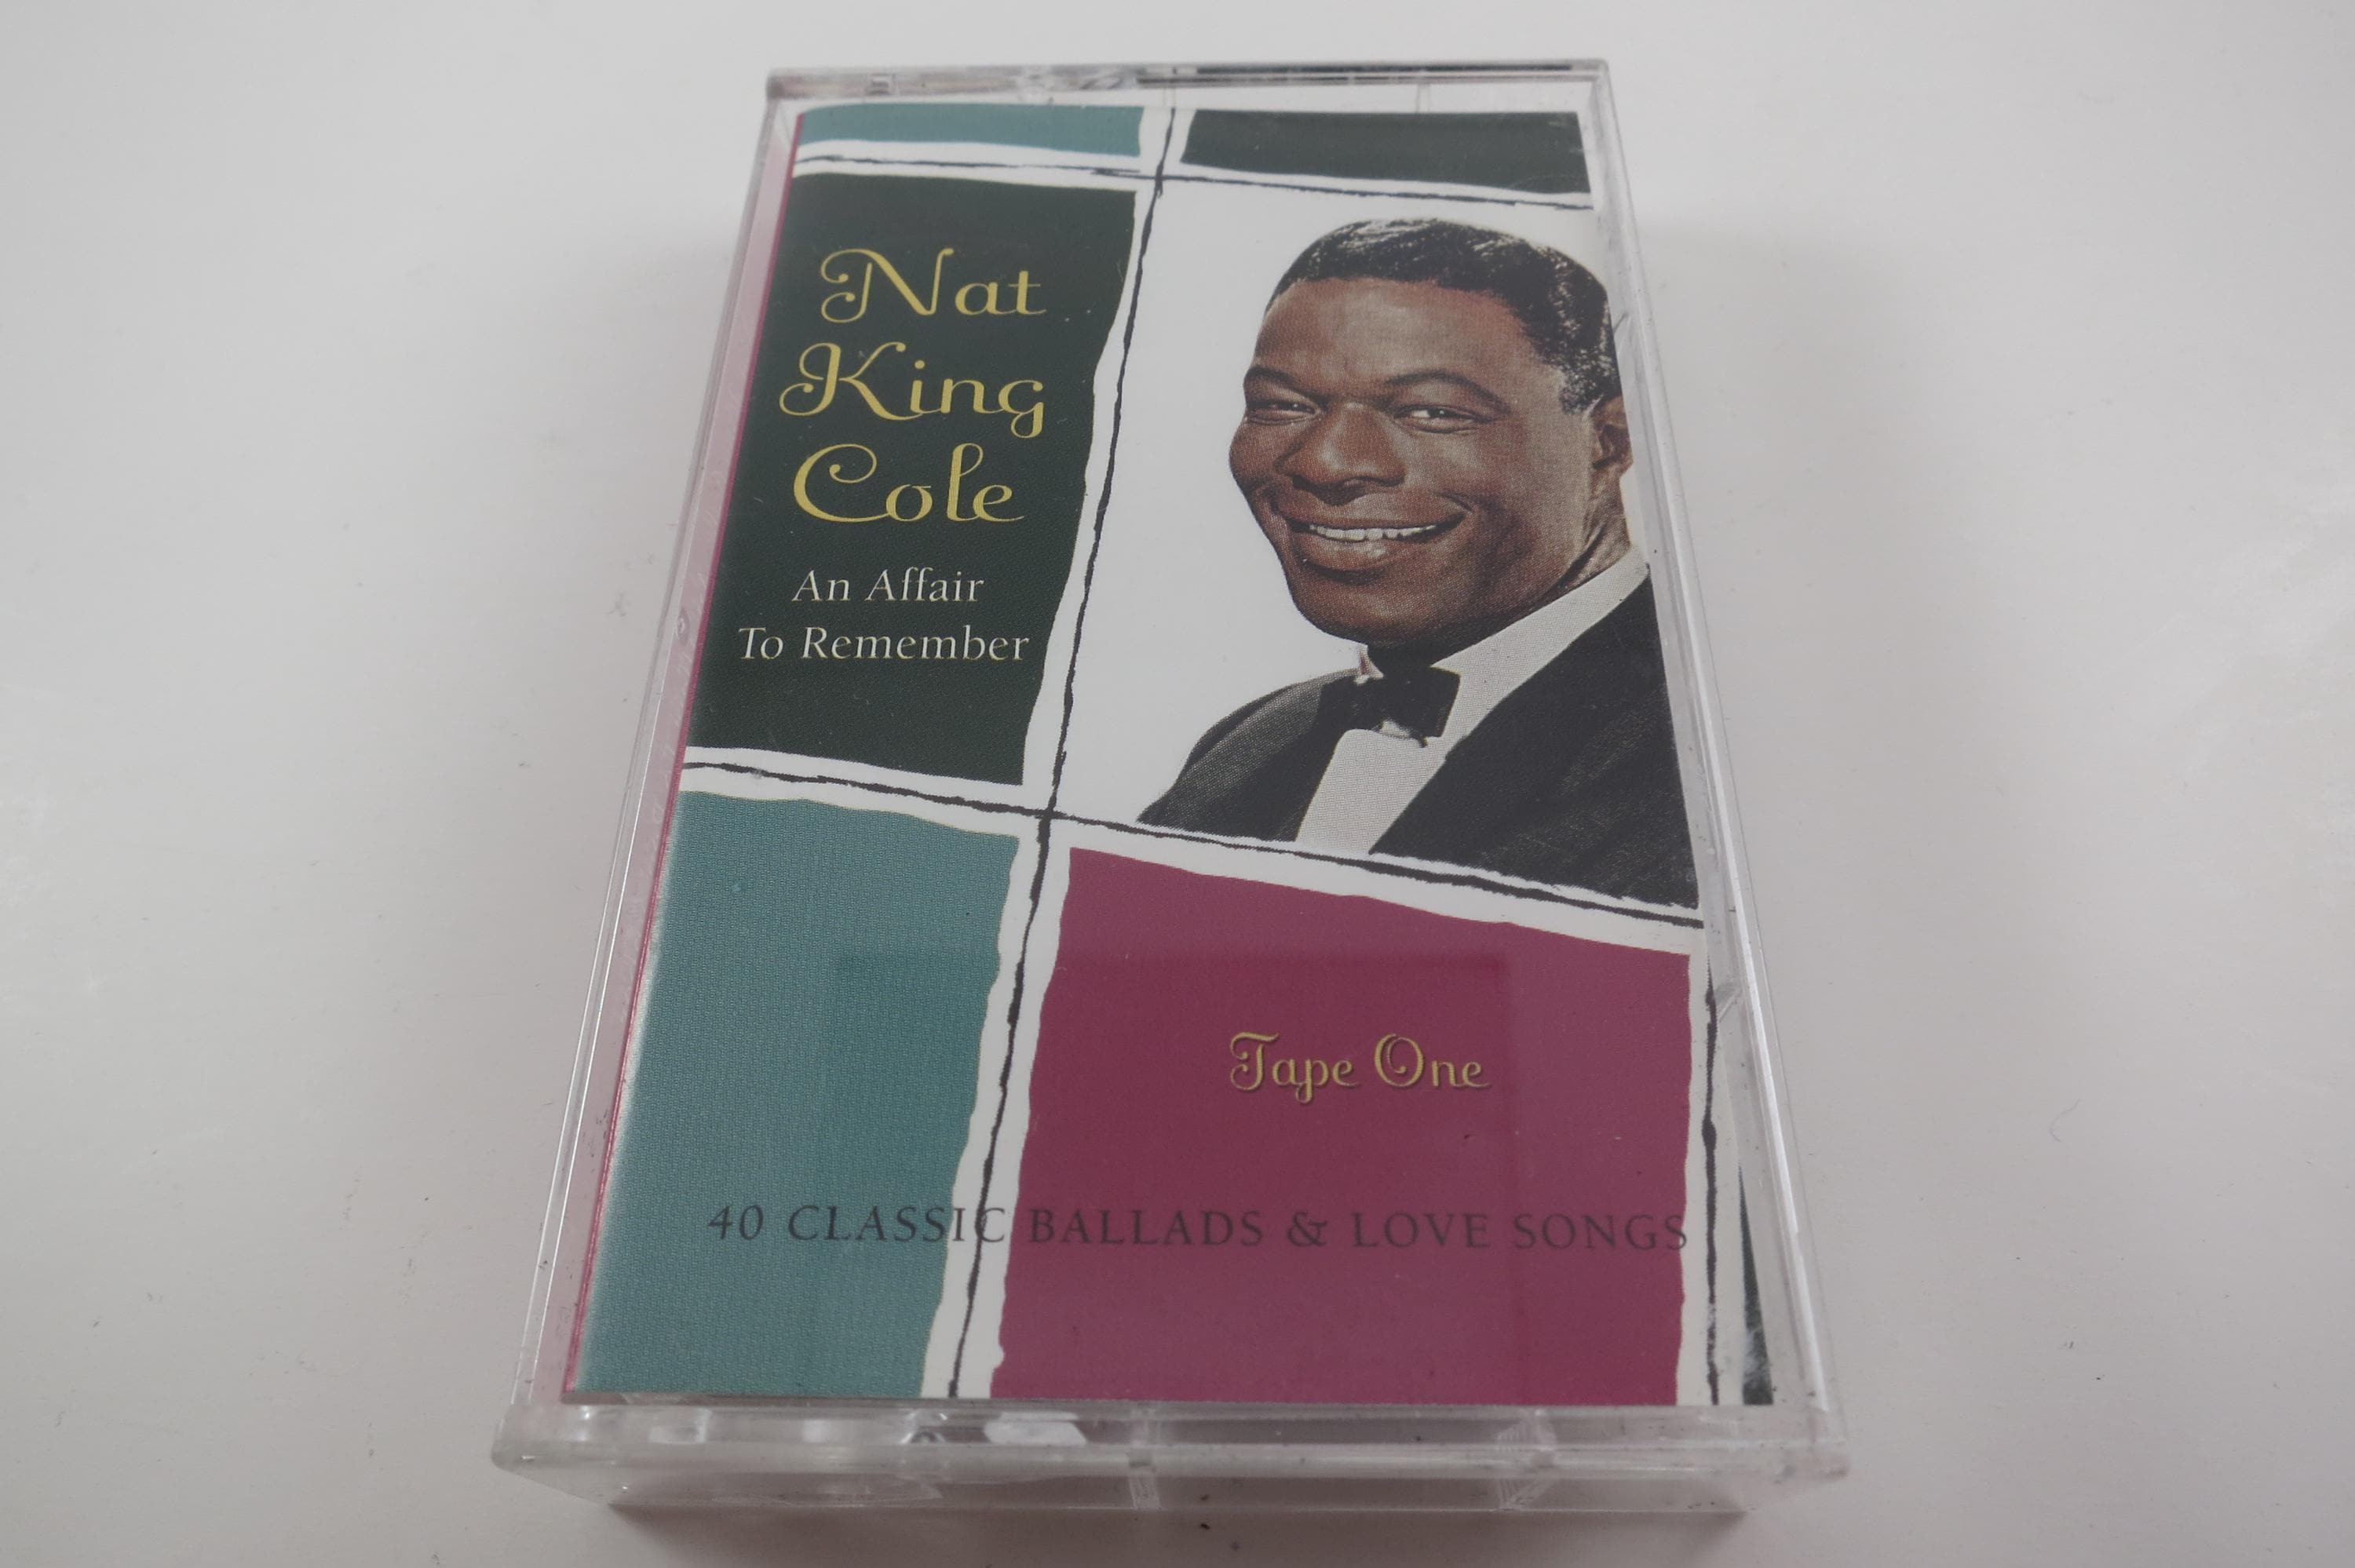 Nat
King
Cole
An Affair
To Remember
Tape One
40 CLASSIC BALLADS & LOVE SONGS